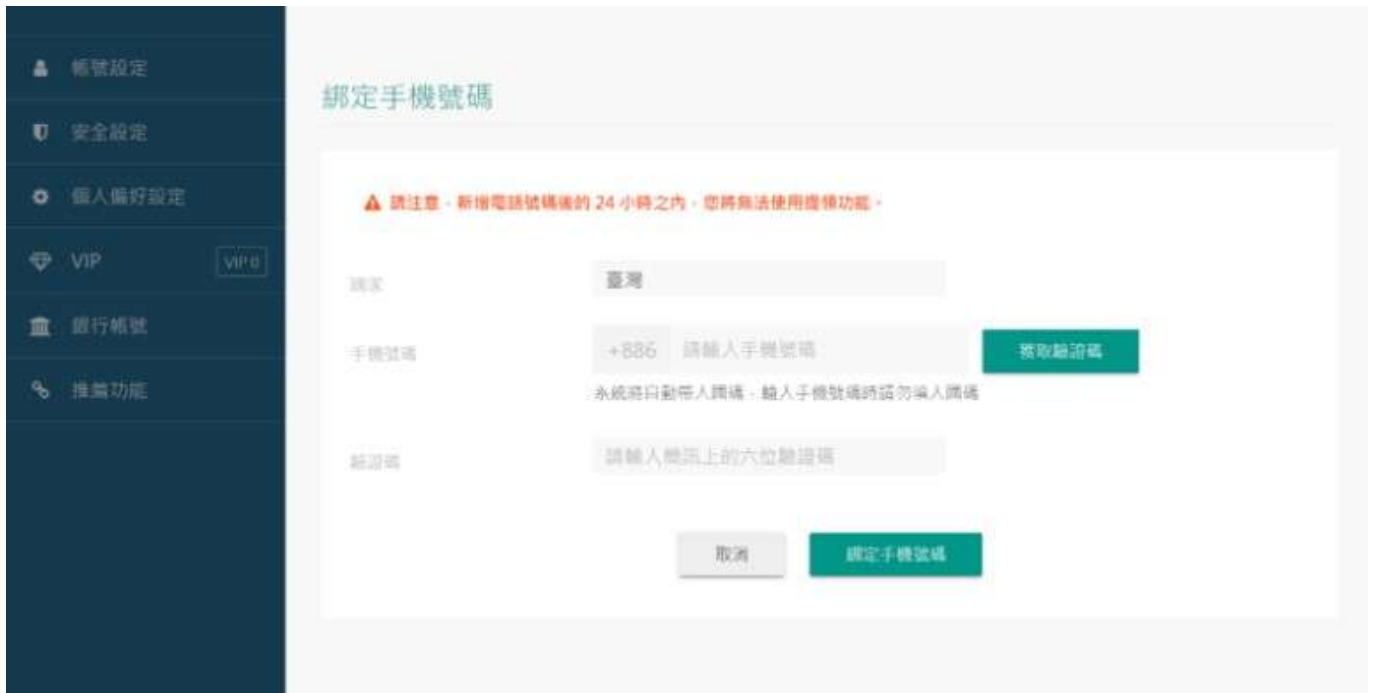 帳號設定
安全設定
個人偏好設定
VIP
VIP 0
銀行帳號
推薦功能
綁定手機號碼
請注意,新增電話號碼後的 24 小時之內,您將無法使用提領功能。
國家
臺灣
手機號碼
+886
請輸入手機號碼
獲取驗證碼
系統將自動帶入國碼,輸入手機號碼時請勿填入國碼
驗證碼
請輸入簡訊上的六位驗證碼
取消
綁定手機號碼